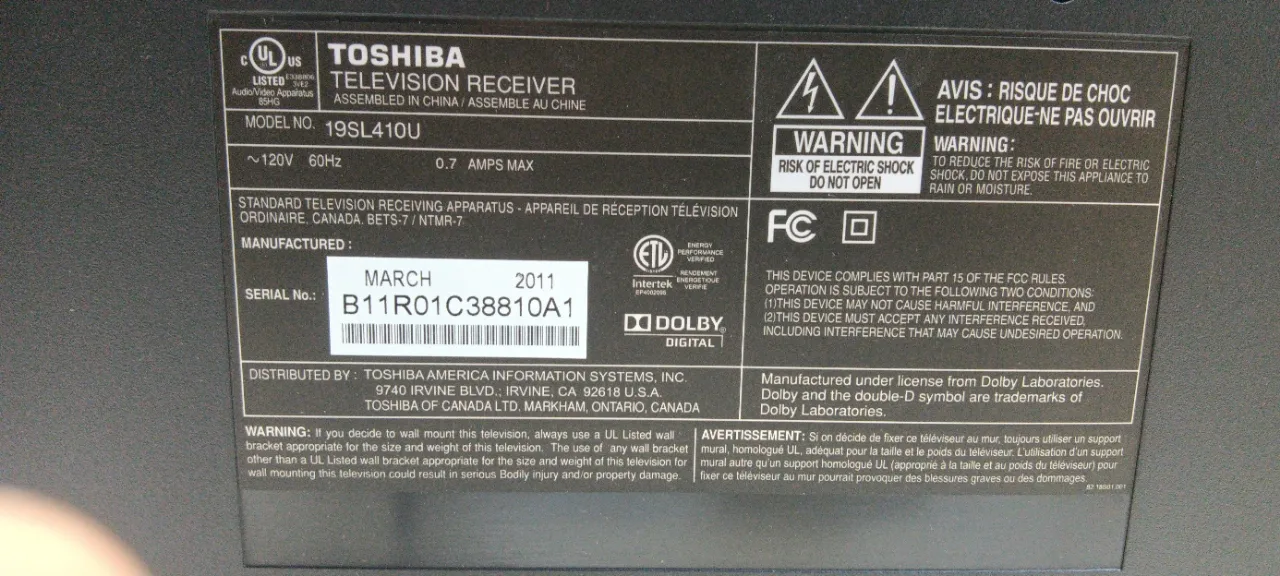 C UL US
LISTED
Audio/Video Apparatus
85HG
TOSHIBA
TELEVISION RECEIVER
ASSEMBLED IN CHINA / ASSEMBLE AU CHINE
MODEL NO. 19SL410U
~120V 60Hz 0.7 AMPS MAX
STANDARD TELEVISION RECEIVING APPARATUS - APPAREIL DE RÉCEPTION TÉLÉVISION
ORDINAIRE, CANADA. BETS-7 / NTMR-7
MANUFACTURED :
MARCH 2011
SERIAL No.: B11R01C38810A1
ETL
Intertek
ENERGY
PERFORMANCE
VERIFIED
RENDEMENT
ENERGETIQUE
VERIFIE
DOLBY
DIGITAL
DISTRIBUTED BY : TOSHIBA AMERICA INFORMATION SYSTEMS, INC.
9740 IRVINE BLVD.; IRVINE, CA 92618 U.S.A.
TOSHIBA OF CANADA LTD. MARKHAM, ONTARIO, CANADA
WARNING
RISK OF ELECTRIC SHOCK
DO NOT OPEN
AVIS : RISQUE DE CHOC
ELECTRIQUE-NE PAS OUVRIR
WARNING:
TO REDUCE THE RISK OF FIRE OR ELECTRIC
SHOCK, DO NOT EXPOSE THIS APPLIANCE TO
RAIN OR MOISTURE.
FC
THIS DEVICE COMPLIES WITH PART 15 OF THE FCC RULES.
OPERATION IS SUBJECT TO THE FOLLOWING TWO CONDITIONS:
(1)THIS DEVICE MAY NOT CAUSE HARMFUL INTERFERENCE, AND
(2)THIS DEVICE MUST ACCEPT ANY INTERFERENCE RECEIVED,
INCLUDING INTERFERENCE THAT MAY CAUSE UNDESIRED OPERATION.
Manufactured under license from Dolby Laboratories.
Dolby and the double-D symbol are trademarks of
Dolby Laboratories.
WARNING: If you decide to wall mount this television, always use a UL Listed wall
bracket appropriate for the size and weight of this television. The use of any wall bracket
other than a UL Listed wall bracket appropriate for the size and weight of this television for
wall mounting this television could result in serious Bodily injury and/or property damage.
AVERTISSEMENT: Si on décide de fixer ce téléviseur au mur, toujours utiliser un support
mural, homologué UL, adéquat pour la taille et le poids du téléviseur. L'utilisation d'un support
mural autre qu'un support homologué UL (approprié à la taille et au poids du téléviseur) pour
fixer ce téléviseur au mur pourrait provoquer des blessures graves ou des dommages.